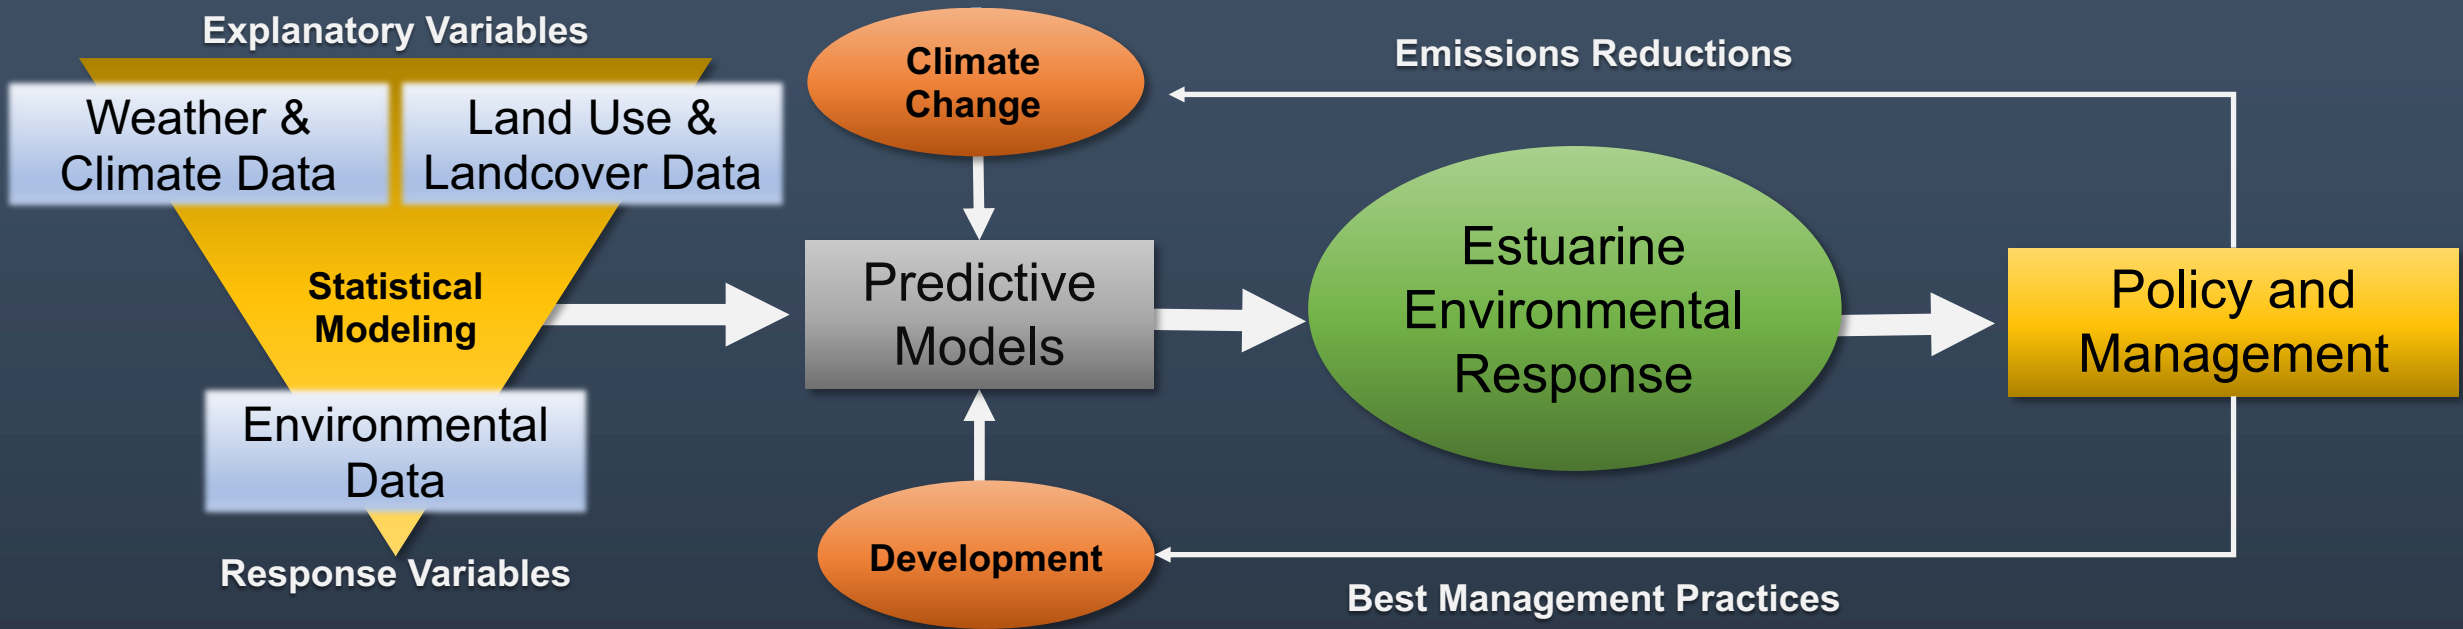 Explanatory Variables
Weather &
Climate Data
Land Use &
Landcover Data
Statistical
Modeling
Environmental
Data
Response Variables
Climate
Change
Predictive
Models
Development
Estuarine
Environmental
Response
Emissions Reductions
Policy and
Management
Best Management Practices